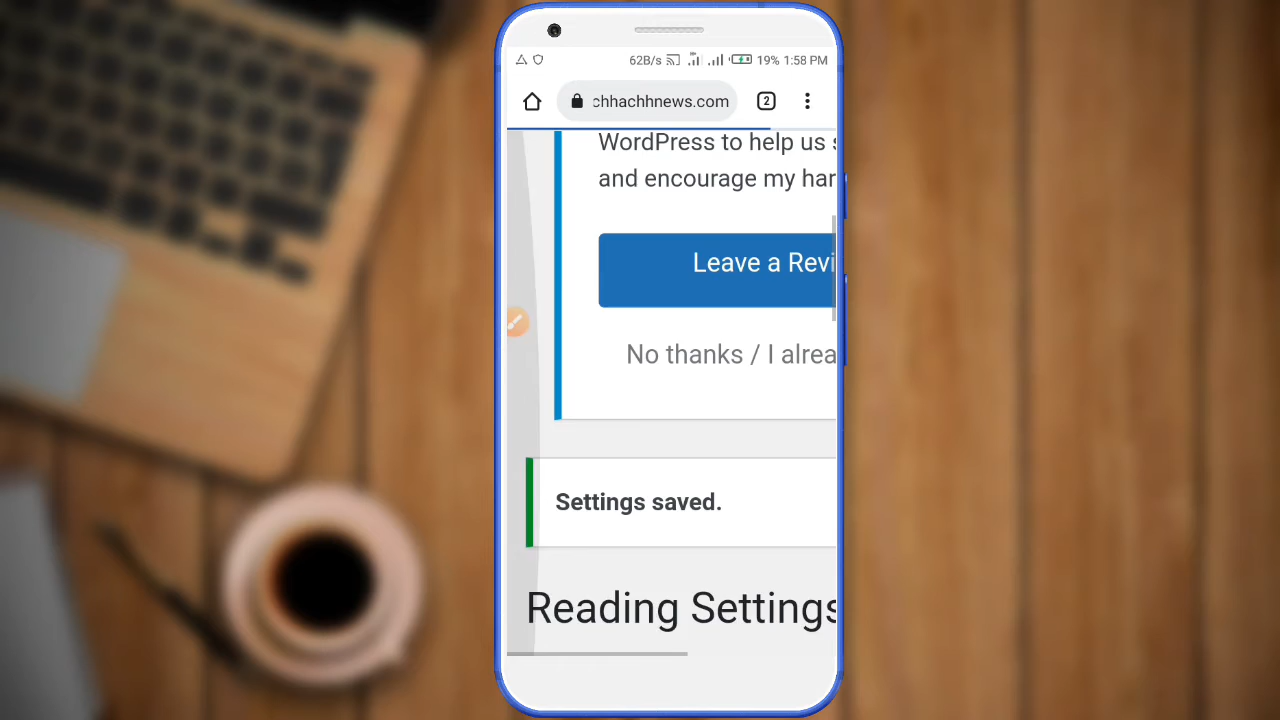 62B/s 19% 1:58 PM
chhachhnews.com 2
WordPress to help us
and encourage my har
Leave a Revi
No thanks / I alrea
Settings saved.
Reading Settings